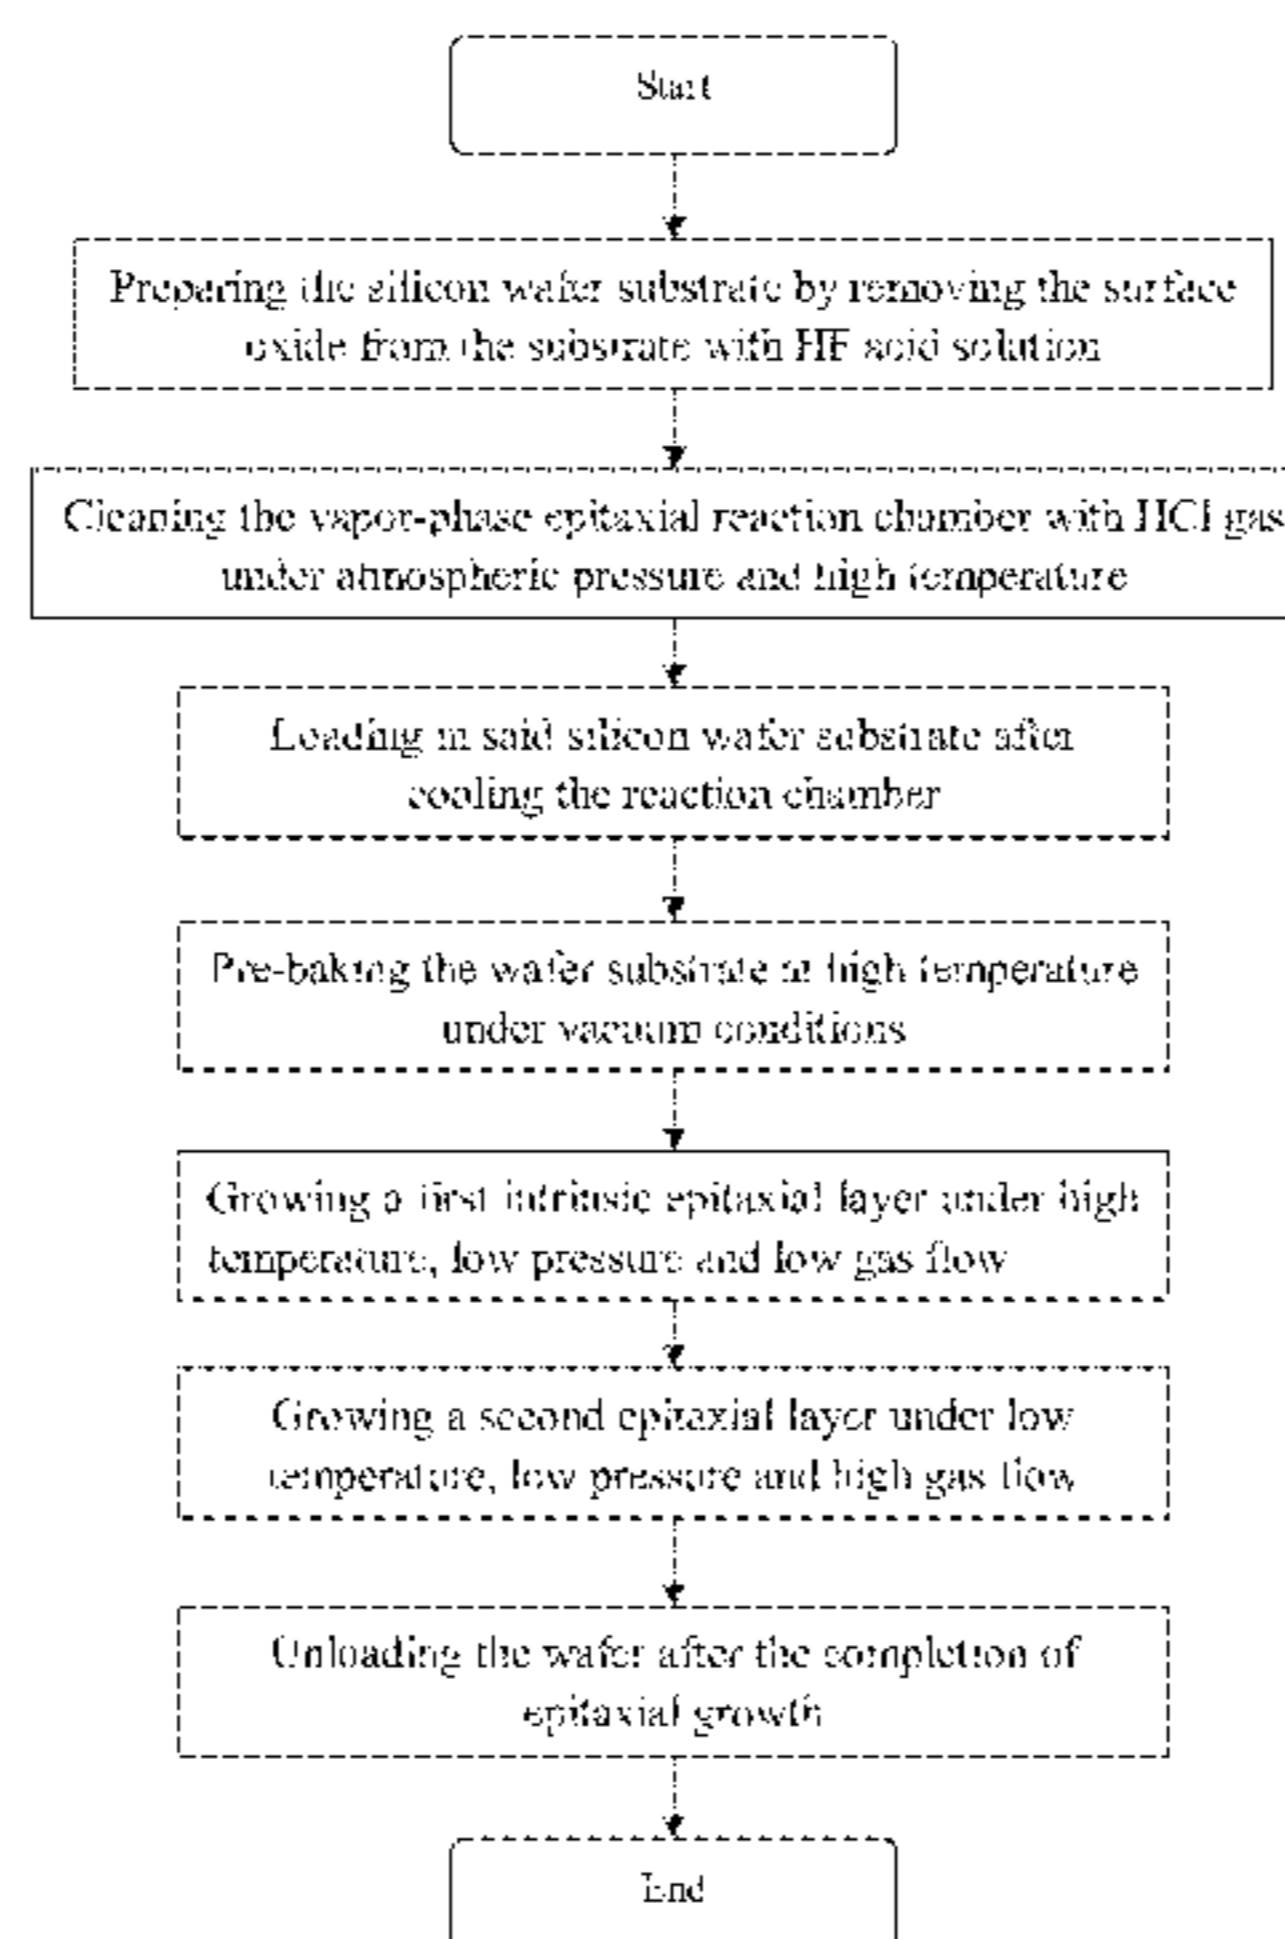 Start
Preparing the silicon wafer substrate by removing the surface
oxide from the substrate with HF acid solution
Cleaning the vapor-phase epitaxial reaction chamber with HCl gas
under atmospheric pressure and high temperature
Loading in said silicon wafer substrate after
cooling the reaction chamber
Pre-baking the wafer substrate in high temperature
under vacuum conditions
Growing a first intrinsic epitaxial layer under high
temperature, low pressure and low gas flow
Growing a second epitaxial layer under low
temperature, low pressure and high gas flow
Unloading the wafer after the completion of
epitaxial growth
End